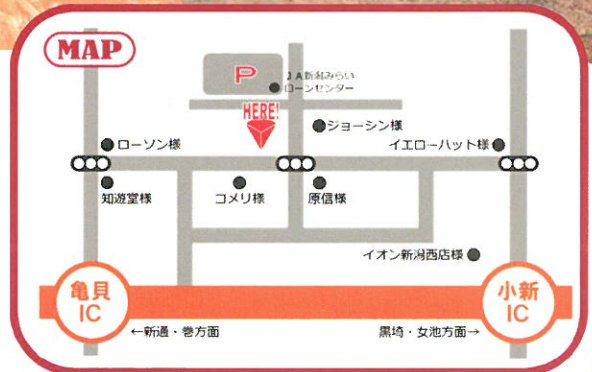 MAP
P
JA新潟みらい
ローンセンター
HERE!
ジョーシン様
ローソン様
イエローハット様
知遊堂様
コメリ様
原信様
イオン新潟西店様
亀貝
IC
小新
IC
←新通・巻方面
黒埼・女池方面→